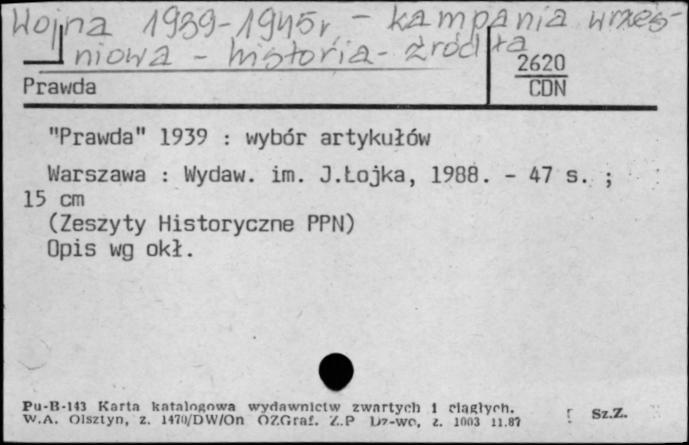 Wojna 1939-1945r. - kampania wrześ-
niowa - historia - źródła
2620
CDN
Prawda
"Prawda" 1939 : wybór artykułów
Warszawa : Wydaw. im. J.Łojka, 1988. - 47 s. ;
15 cm
(Zeszyty Historyczne PPN)
Opis wg okł.
Pu-B-143 Karta katalogowa wydawnictw zwartych i ciągłych.
W.A. Olsztyn, z. 1470/DW/On OZGraf. Z.P Dz-wo, z. 1003 11.87
Sz.Z.